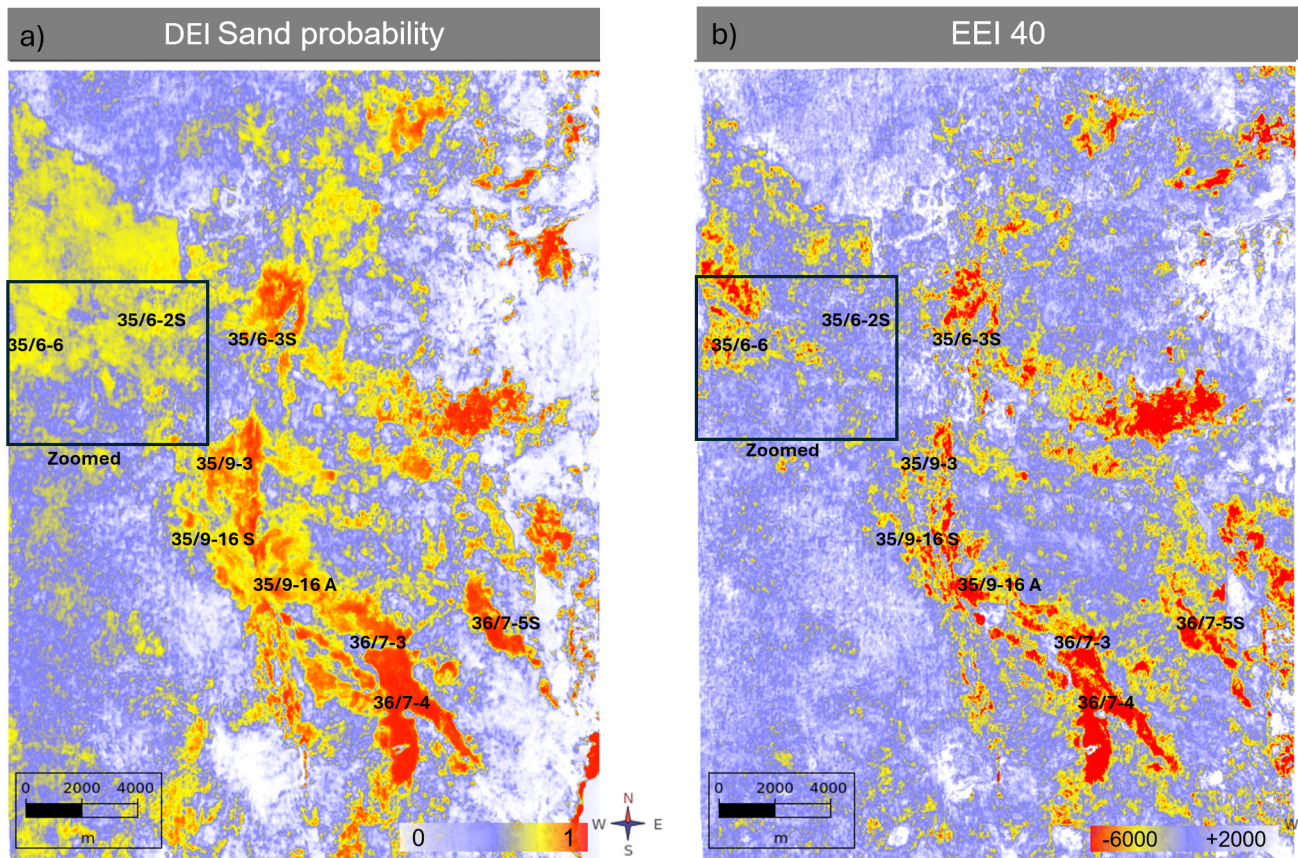 a) DEI Sand probability
35/6-2S
35/6-6
35/6-3S
Zoomed
35/9-3
35/9-16 S
35/9-16 A
36/7-5S
36/7-3
36/7-4
0 2000 4000
m
0 1
N
W E
S
b) EEI 40
35/6-2S
35/6-6
35/6-3S
Zoomed
35/9-3
35/9-16 S
35/9-16 A
36/7-5S
36/7-3
36/7-4
0 2000 4000
m
-6000 +2000
W